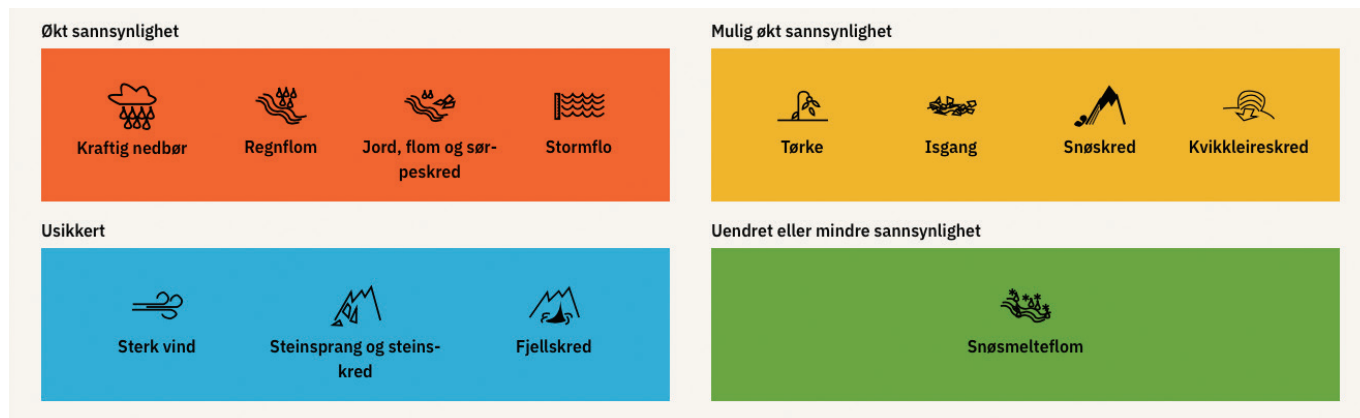 Økt sannsynlighet
Kraftig nedbør
Regnflom
Jord, flom og sør-
peskred
Stormflo
Mulig økt sannsynlighet
Tørke
Isgang
Snøskred
Kvikkleireskred
Usikkert
Sterk vind
Steinsprang og steins-
kred
Fjellskred
Uendret eller mindre sannsynlighet
Snøsmelteflom